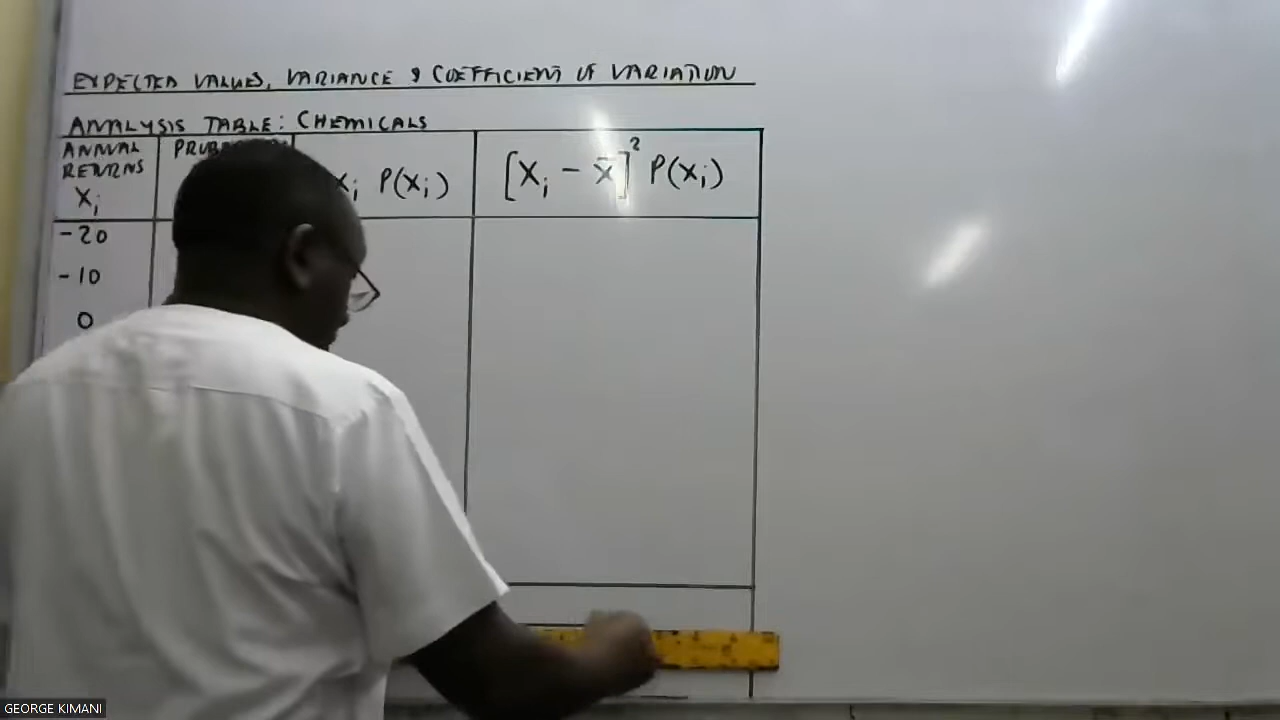 EXPECTED VALUES, VARIANCE & COEFFICIENT OF VARIATION
ANALYSIS TABLE: CHEMICALS
ANNUAL RETURNS Xi
Xi P(Xi)
[Xi - x̄]² P(Xi)
-20
-10
0
GEORGE KIMANI